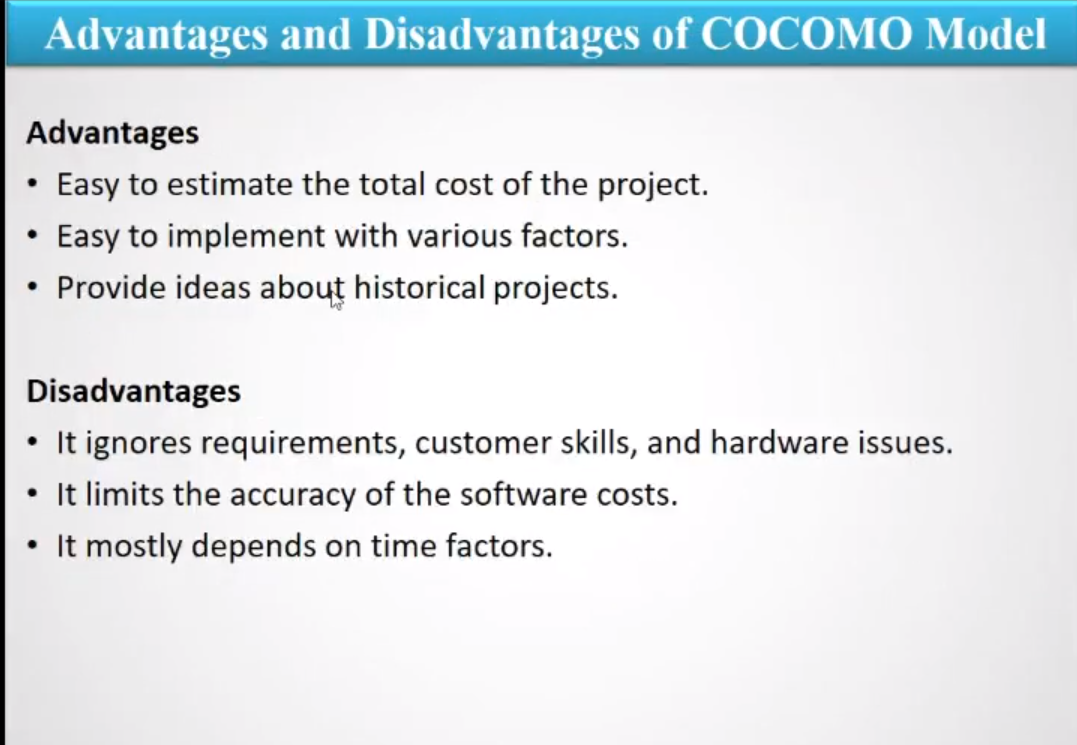 Advantages and Disadvantages of COCOMO Model
Advantages
• Easy to estimate the total cost of the project.
• Easy to implement with various factors.
• Provide ideas about historical projects.
Disadvantages
• It ignores requirements, customer skills, and hardware issues.
• It limits the accuracy of the software costs.
• It mostly depends on time factors.